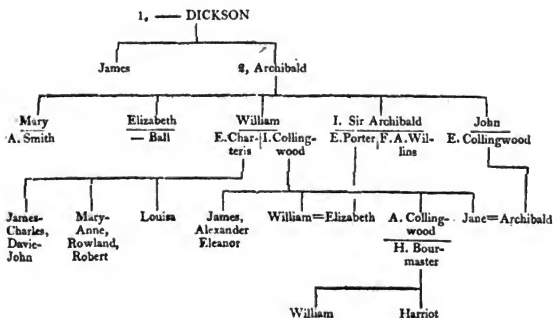 1, — DICKSON
James 2, Archibald
Mary Elizabeth William I. Sir Archibald John
A. Smith — Ball E. Char- I. Colling- E. Porter F. A. Wil- E. Collingwood
teris wood lins
James- Mary- Louisa James, William=Elizabeth A. Colling- Jane=Archibald
Charles, Anne, Alexander wood
Davie- Rowland, Eleanor H. Bour-
John Robert master
William Harriot